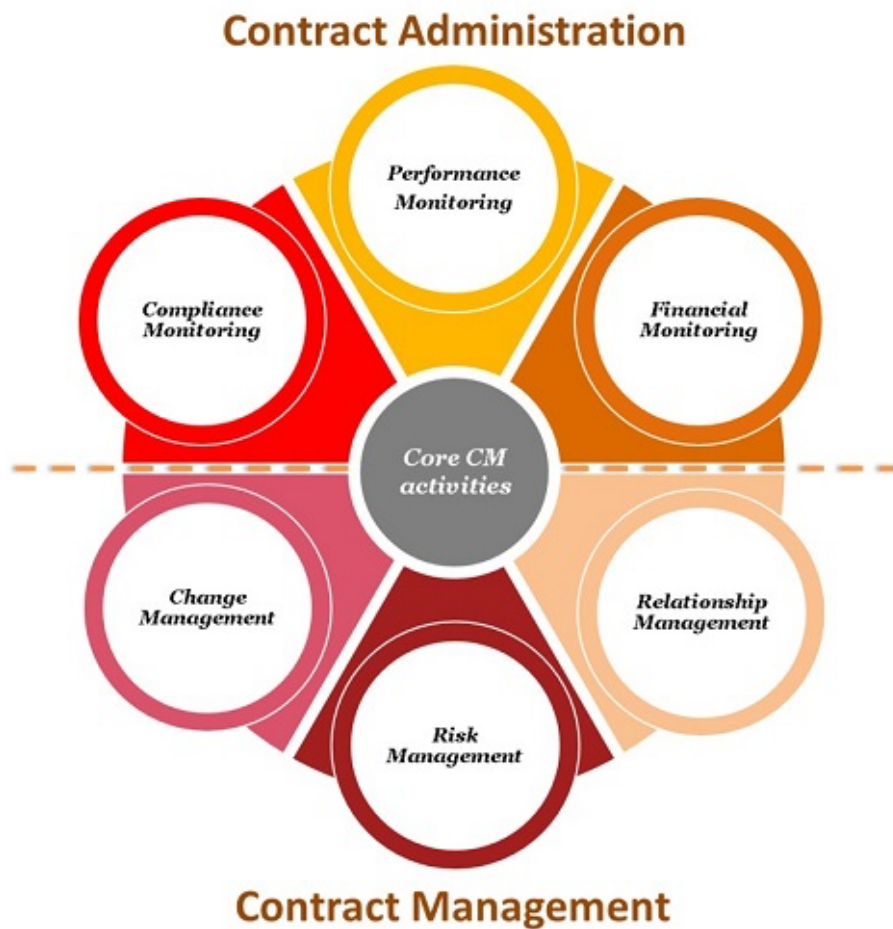 Contract Administration
Performance
Monitoring
Compliance
Monitoring
Financial
Monitoring
Core CM
activities
Change
Management
Relationship
Management
Risk
Management
Contract Management